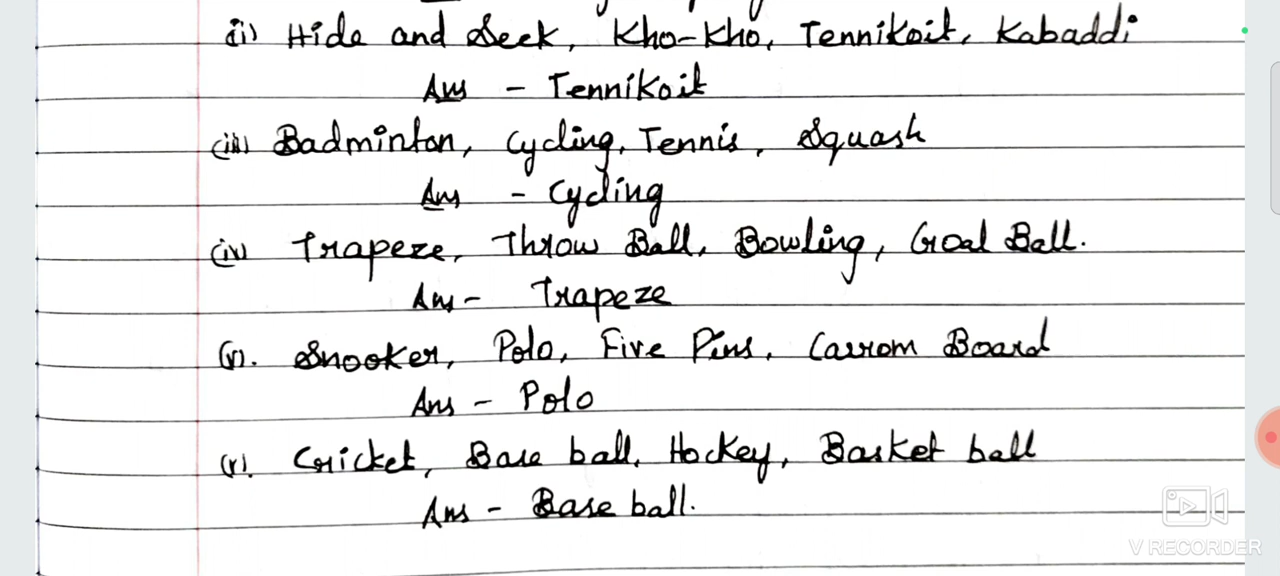 (ii) Hide and Seek, Kho-Kho, Tennikoit, Kabaddi
Ans - Tennikoit
(iii) Badminton, Cycling, Tennis, Squash
Ans - Cycling
(iv) Trapeze, Throw Ball, Bowling, Goal Ball.
Ans - Trapeze
(v). Snooker, Polo, Five Pins, Carrom Board
Ans - Polo
(v). Cricket, Base ball, Hockey, Basket ball
Ans - Base ball.
V RECORDER